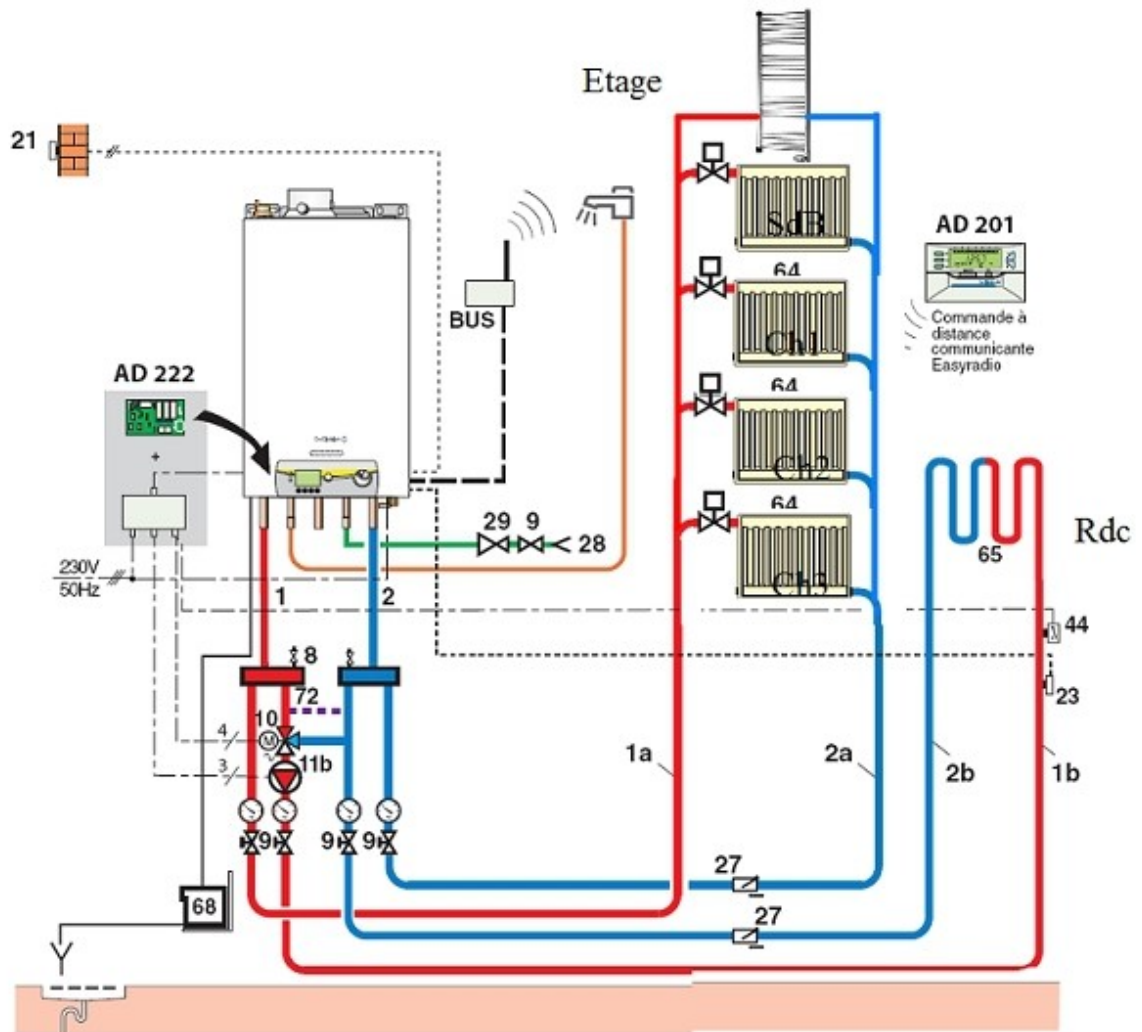 Etage
21
SdB
AD 201
64
BUS
Commande à
distance
communicante
Easyradio
Ch1
AD 222
64
+
Ch2
64
29
9
28
65
Rdc
230V
50Hz
1
2
Ch3
44
8
72
23
10
M
4
11b
3
1a
2a
2b
1b
9
9
9
27
68
27